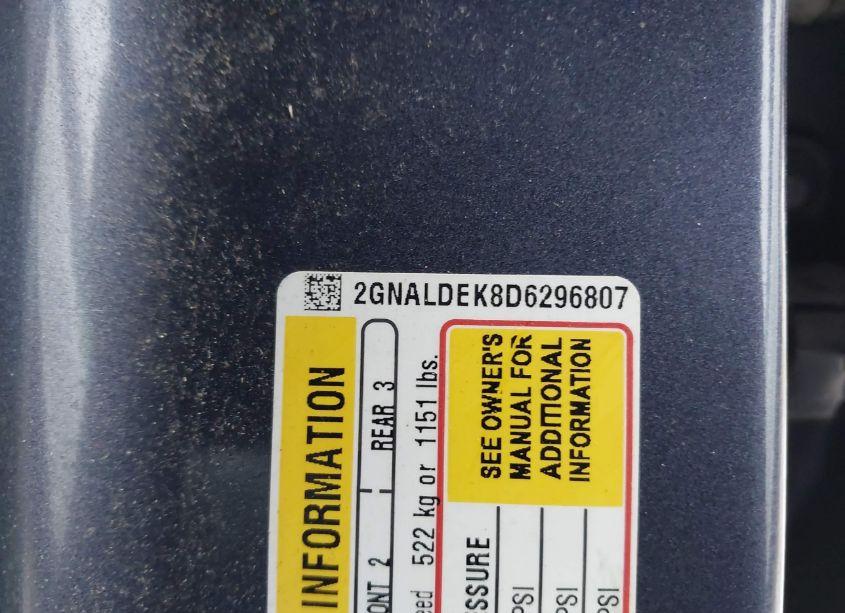 2GNALDEK8D6296807
INFORMATION
ONT 2
REAR 3
eed 522 kg or 1151 lbs.
SEE OWNER'S
MANUAL FOR
ADDITIONAL
INFORMATION
SSURE
PSI
PSI
PSI